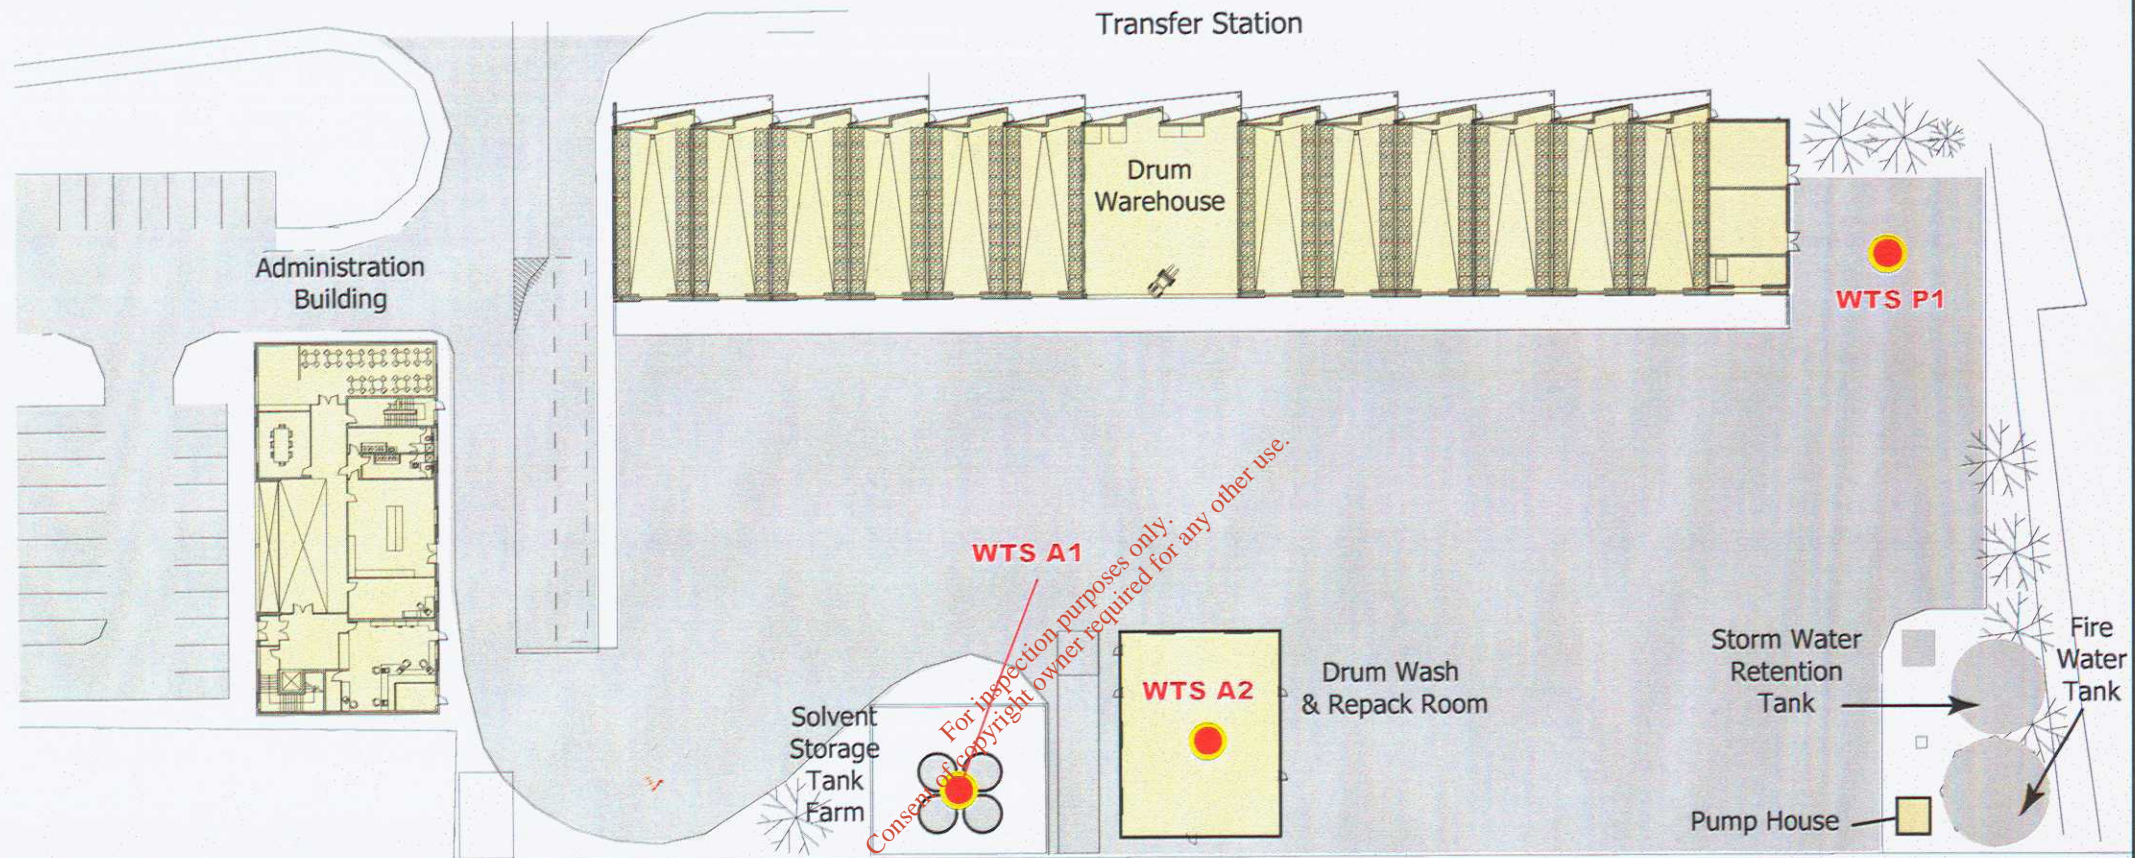 Transfer Station
Drum
Warehouse
Administration
Building
WTS P1
WTS A1
For inspection purposes only.
Consent of copyright owner required for any other use.
WTS A2
Drum Wash
& Repack Room
Solvent
Storage
Tank
Farm
Storm Water
Retention
Tank
Fire
Water
Tank
Pump House